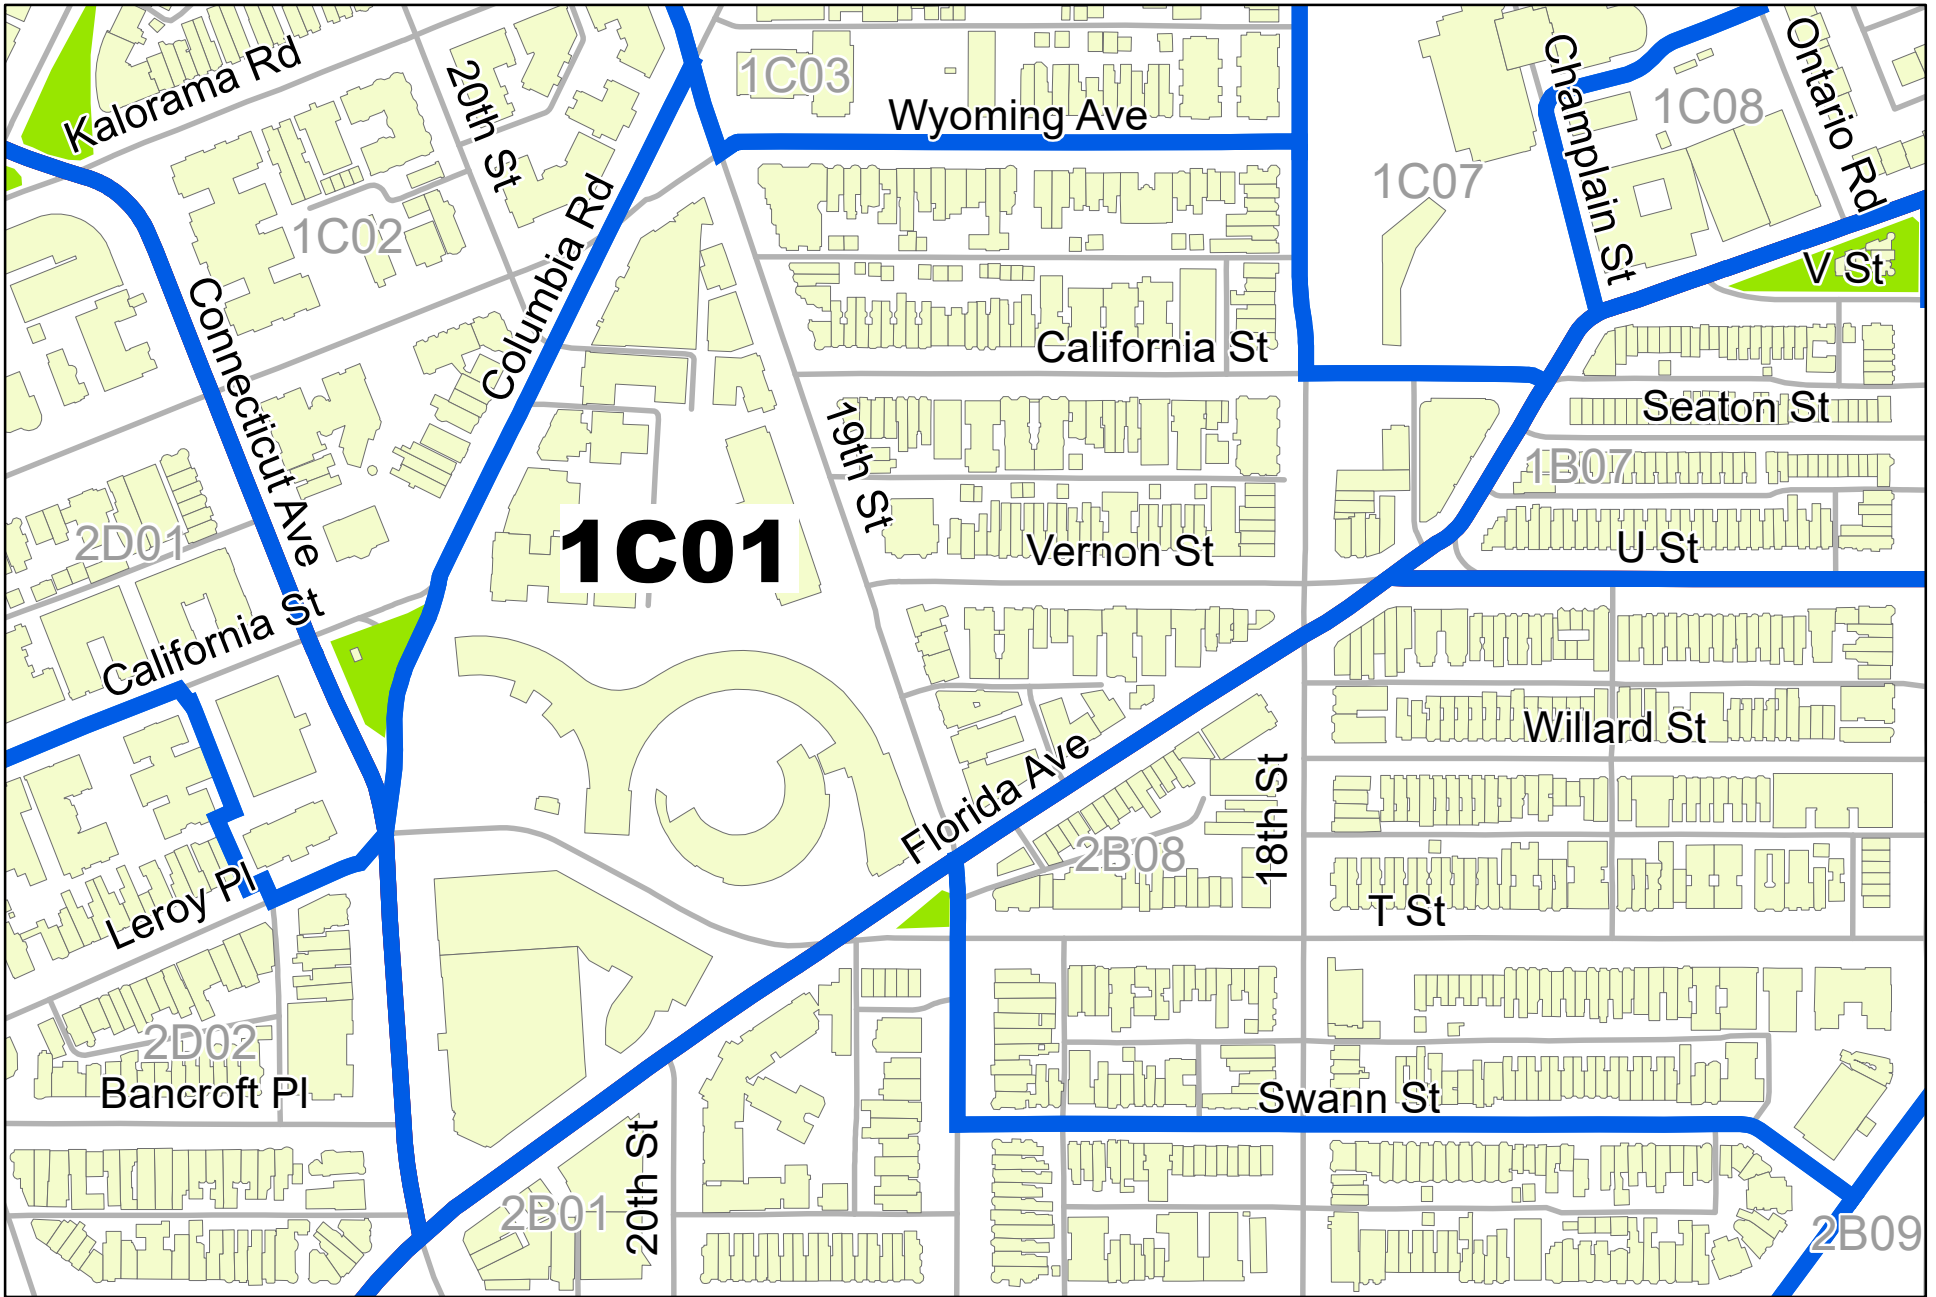 Kalorama Rd
20th St
1C03
Wyoming Ave
Champlain St
1C08
Ontario Rd
1C07
1C02
Columbia Rd
V St
Connecticut Ave
California St
Seaton St
19th St
1B07
2D01
1C01
Vernon St
U St
California St
Willard St
Florida Ave
18th St
2B08
Leroy Pl
T St
2D02
Bancroft Pl
Swann St
20th St
2B01
2B09